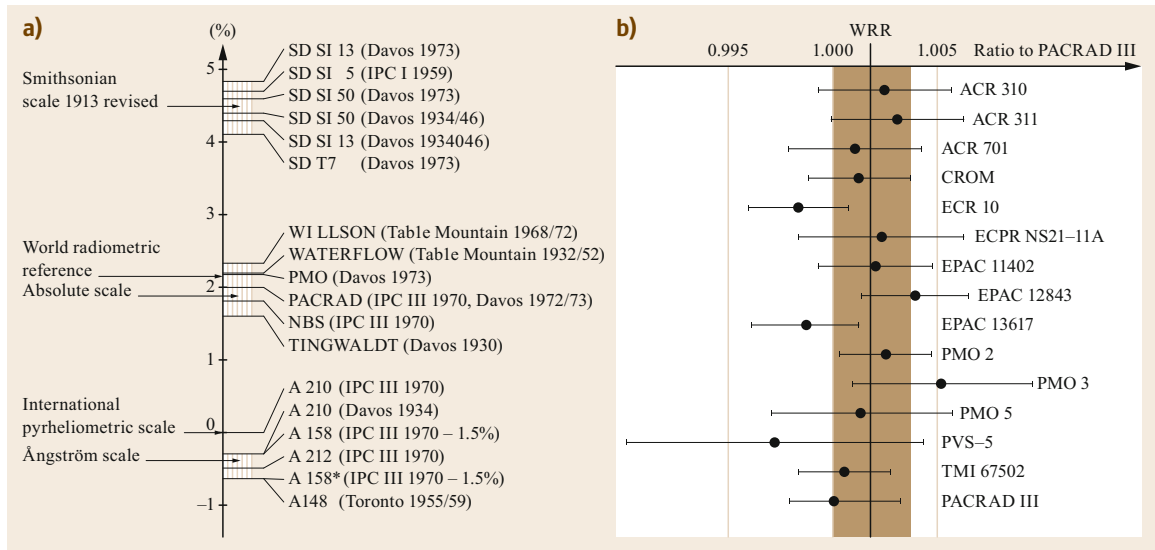 a)
(%)
5
4
3
2
1
0
–1
Smithsonian
scale 1913 revised
World radiometric
reference
Absolute scale
International
pyrheliometric scale
Ångström scale
SD SI 13 (Davos 1973)
SD SI 5 (IPC I 1959)
SD SI 50 (Davos 1973)
SD SI 50 (Davos 1934/46)
SD SI 13 (Davos 1934046)
SD T7 (Davos 1973)
WI LLSON (Table Mountain 1968/72)
WATERFLOW (Table Mountain 1932/52)
PMO (Davos 1973)
PACRAD (IPC III 1970, Davos 1972/73)
NBS (IPC III 1970)
TINGWALDT (Davos 1930)
A 210 (IPC III 1970)
A 210 (Davos 1934)
A 158 (IPC III 1970 – 1.5%)
A 212 (IPC III 1970)
A 158* (IPC III 1970 – 1.5%)
A148 (Toronto 1955/59)
b)
WRR
0.995 1.000 1.005 Ratio to PACRAD III
ACR 310
ACR 311
ACR 701
CROM
ECR 10
ECPR NS21–11A
EPAC 11402
EPAC 12843
EPAC 13617
PMO 2
PMO 3
PMO 5
PVS–5
TMI 67502
PACRAD III